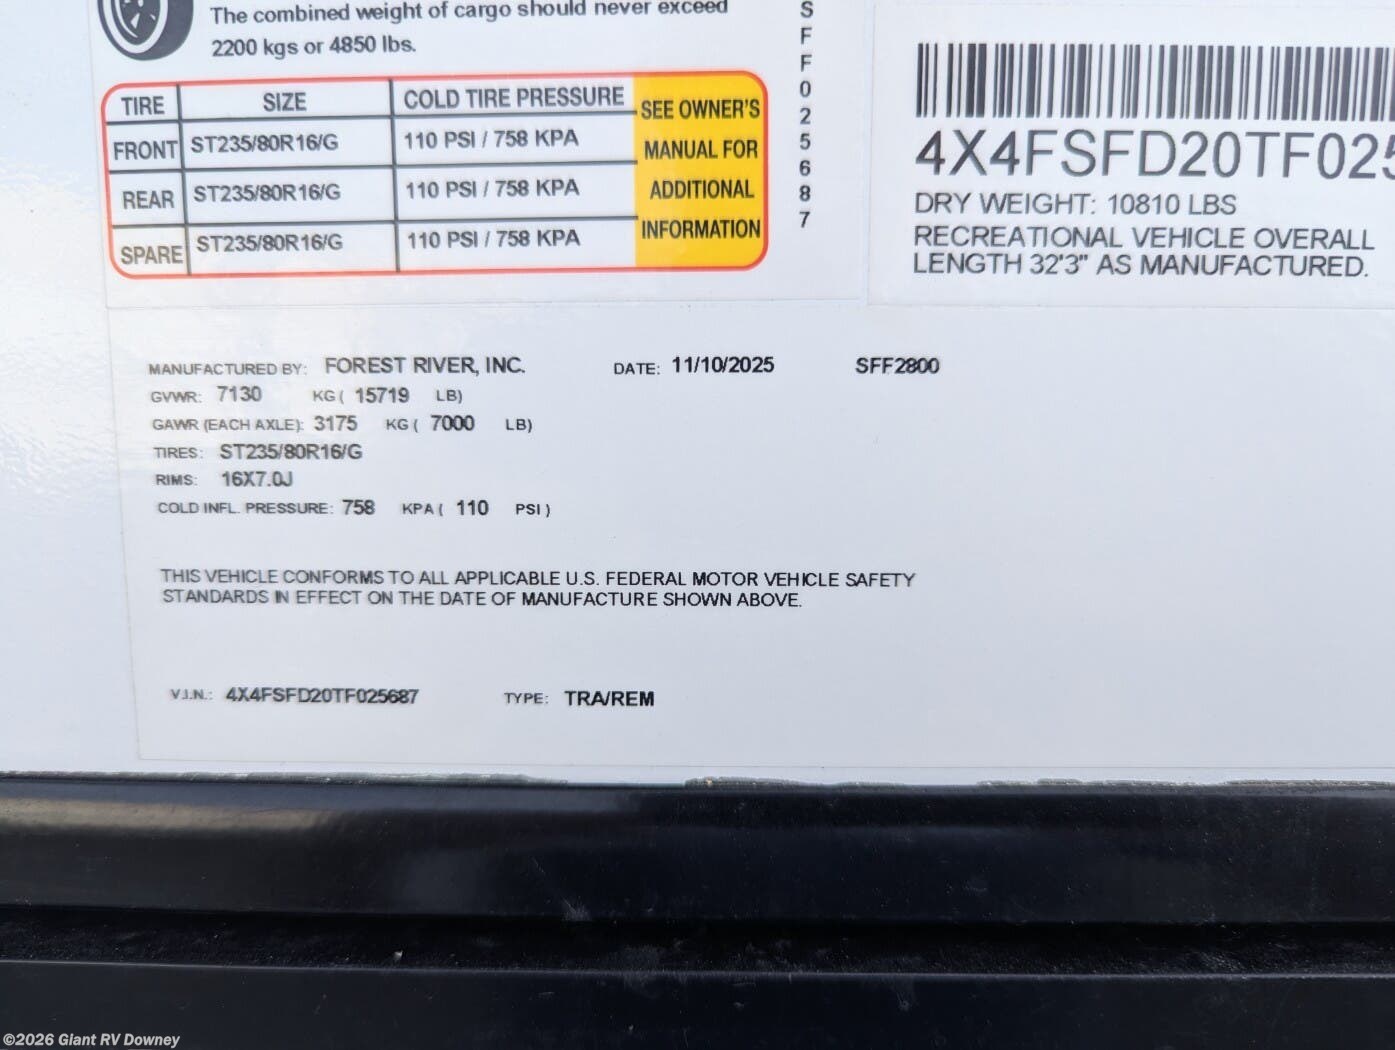 The combined weight of cargo should never exceed
2200 kgs or 4850 lbs.
TIRE SIZE COLD TIRE PRESSURE
FRONT ST235/80R16/G 110 PSI / 758 KPA
REAR ST235/80R16/G 110 PSI / 758 KPA
SPARE ST235/80R16/G 110 PSI / 758 KPA
SEE OWNER'S
MANUAL FOR
ADDITIONAL
INFORMATION
S
F
F
0
2
5
6
8
7
4X4FSFD20TF025
DRY WEIGHT: 10810 LBS
RECREATIONAL VEHICLE OVERALL
LENGTH 32'3" AS MANUFACTURED.
MANUFACTURED BY: FOREST RIVER, INC. DATE: 11/10/2025 SFF2800
GVWR: 7130 KG ( 15719 LB)
GAWR (EACH AXLE): 3175 KG ( 7000 LB)
TIRES: ST235/80R16/G
RIMS: 16X7.0J
COLD INFL. PRESSURE: 758 KPA ( 110 PSI )
THIS VEHICLE CONFORMS TO ALL APPLICABLE U.S. FEDERAL MOTOR VEHICLE SAFETY
STANDARDS IN EFFECT ON THE DATE OF MANUFACTURE SHOWN ABOVE.
V.I.N.: 4X4FSFD20TF025687 TYPE: TRA/REM
©2026 Giant RV Downey